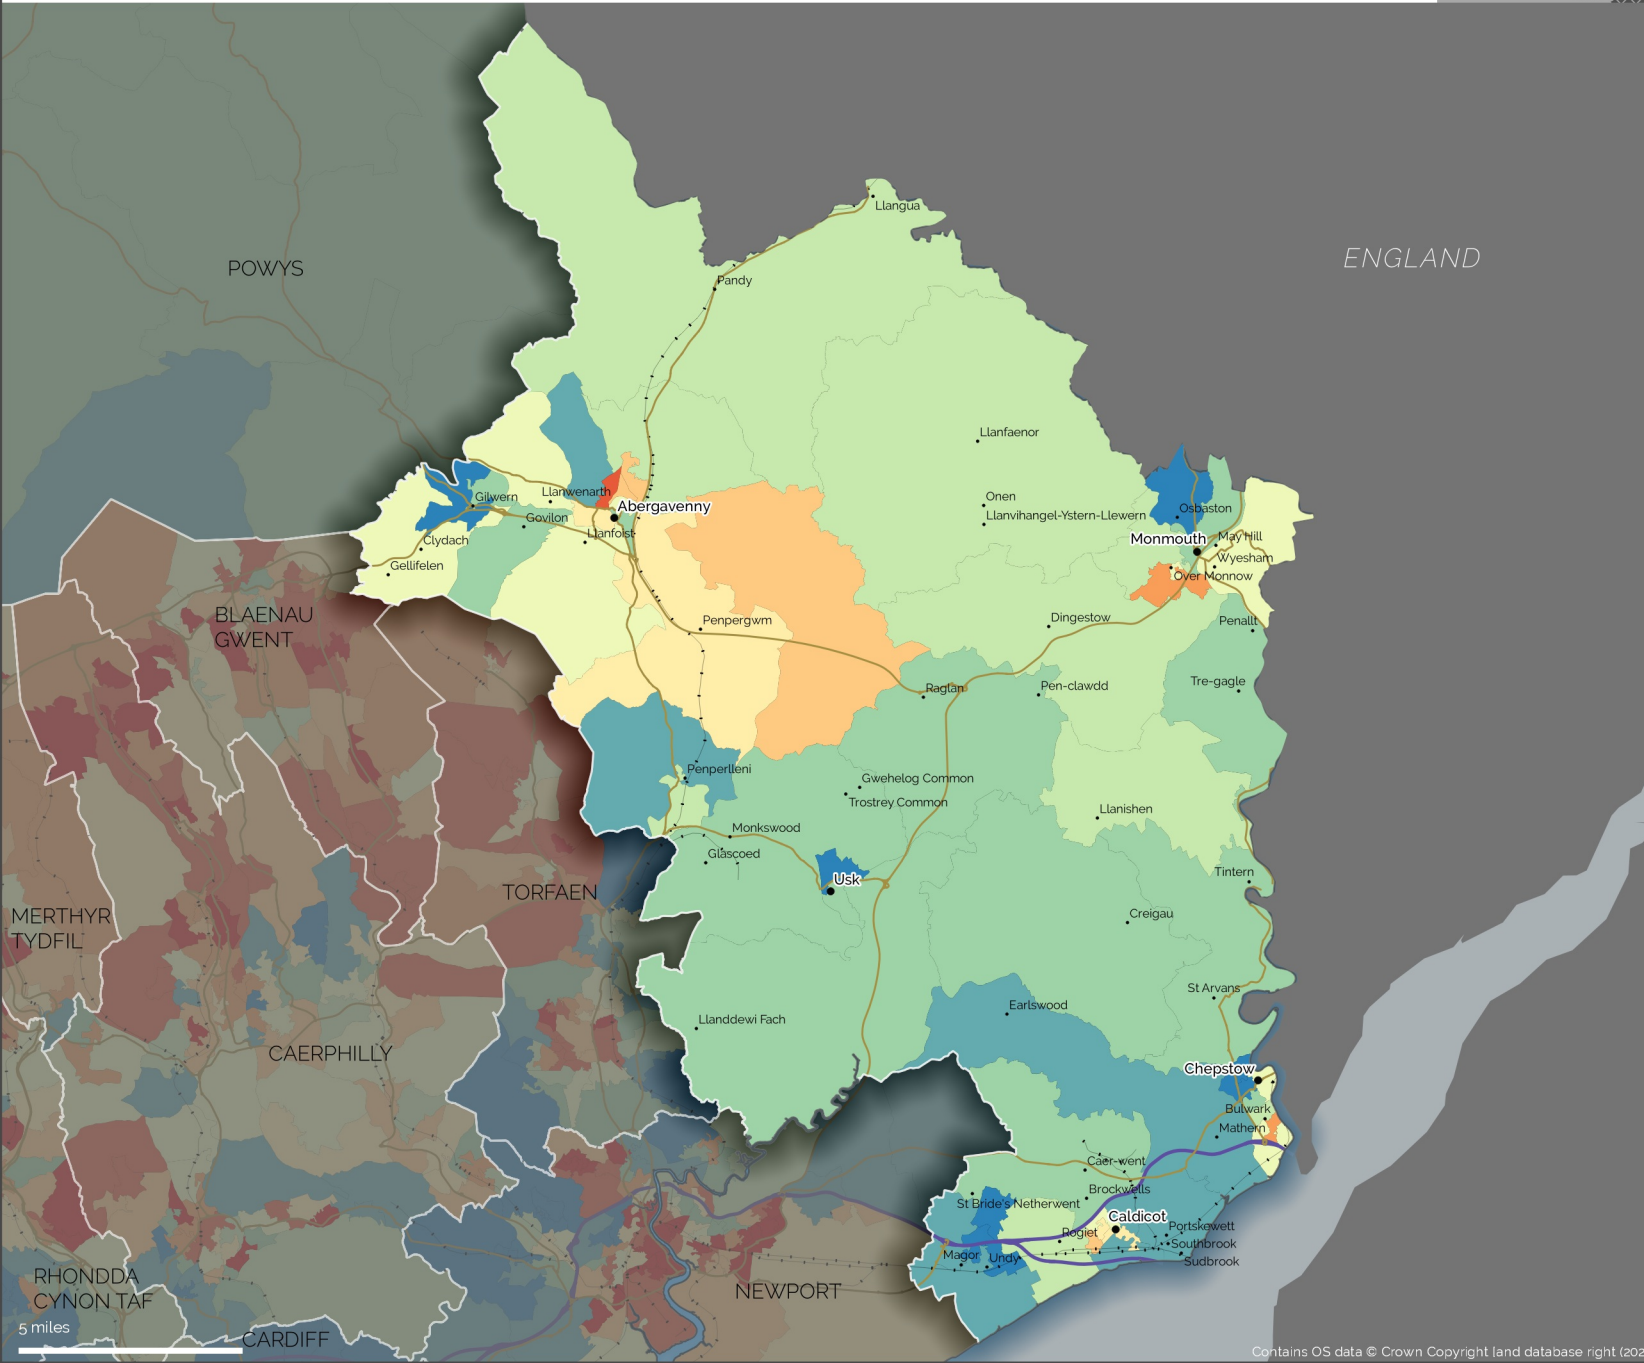 POWYS
ENGLAND
Llangua
Pandy
Llanfaenor
Gilwern
Llanwenarth
Abergavenny
Onen
Llanvihangel-Ystern-Llewern
Osbaston
Govilon
Llanfoist
Clydach
Monmouth
May Hill
Wyesham
Gellifelen
Over Monnow
BLAENAU
GWENT
Penpergwm
Dingestow
Penallt
Raglan
Pen-clawdd
Tre-gagle
Penperlleni
Gwehelog Common
Trostrey Common
Llanishen
Monkswood
Glascoed
Usk
Tintern
TORFAEN
MERTHYR
TYDFIL
Creigau
St Arvans
Earlswood
Llanddewi Fach
CAERPHILLY
Chepstow
Bulwark
Mathern
Caer-went
Brockwells
St Bride's Netherwent
Caldicot
Rogiet
Portskewett
Southbrook
Sudbrook
Magor
Undy
RHONDDA
CYNON TAF
NEWPORT
5 miles
CARDIFF
Contains OS data © Crown Copyright land database right (202